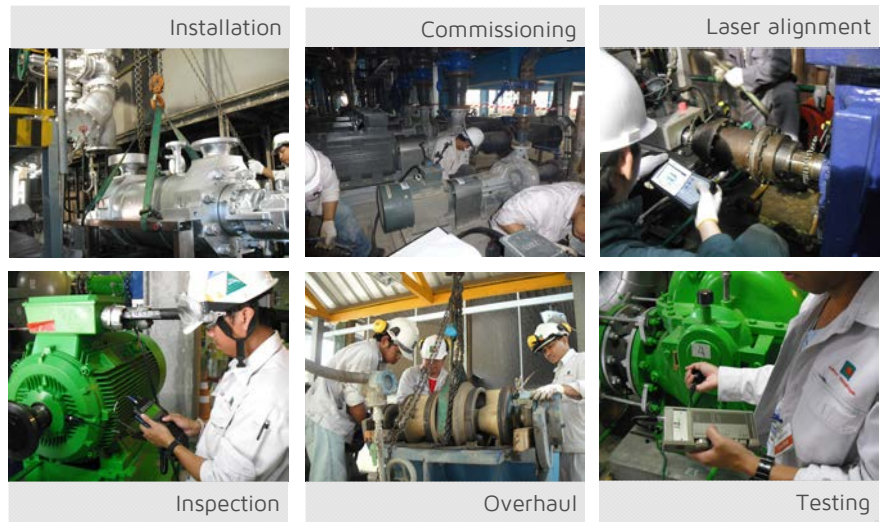 Installation
Commissioning
Laser alignment
Inspection
Overhaul
Testing